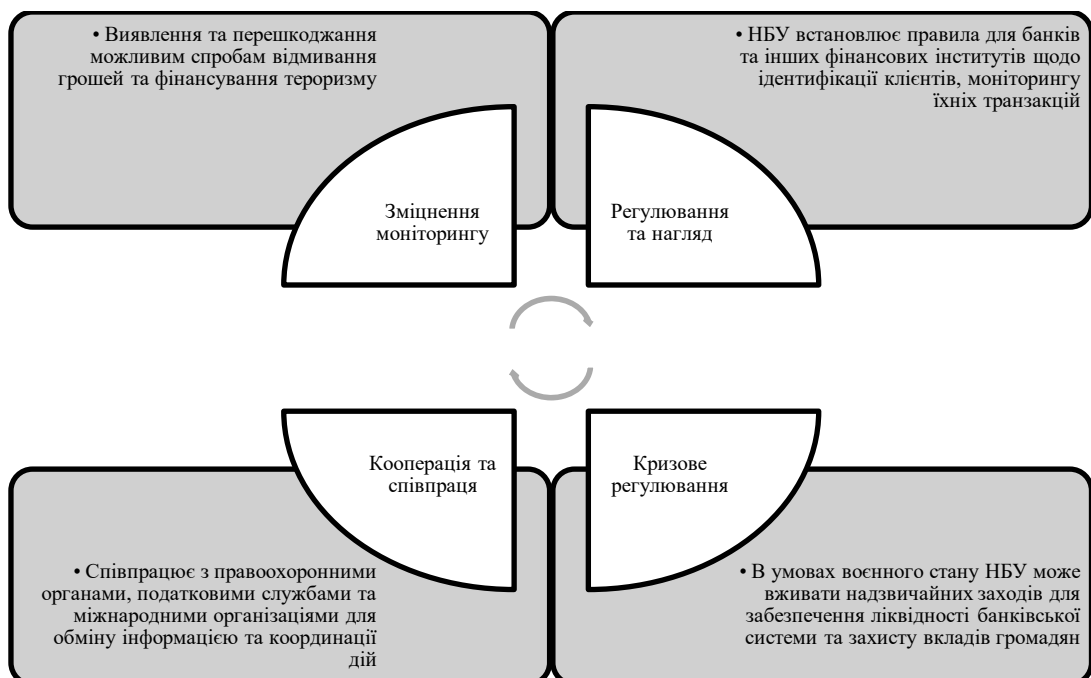 • Виявлення та перешкоджання
можливим спробам відмивання
грошей та фінансування тероризму
• НБУ встановлює правила для банків
та інших фінансових інститутів щодо
ідентифікації клієнтів, моніторингу
їхніх транзакцій
Зміцнення
моніторингу
Регулювання
та нагляд
Кооперація та
співпраця
Кризове
регулювання
• Співпрацює з правоохоронними
органами, податковими службами та
міжнародними організаціями для
обміну інформацією та координації
дій
• В умовах воєнного стану НБУ може
вживати надзвичайних заходів для
забезпечення ліквідності банківської
системи та захисту вкладів громадян